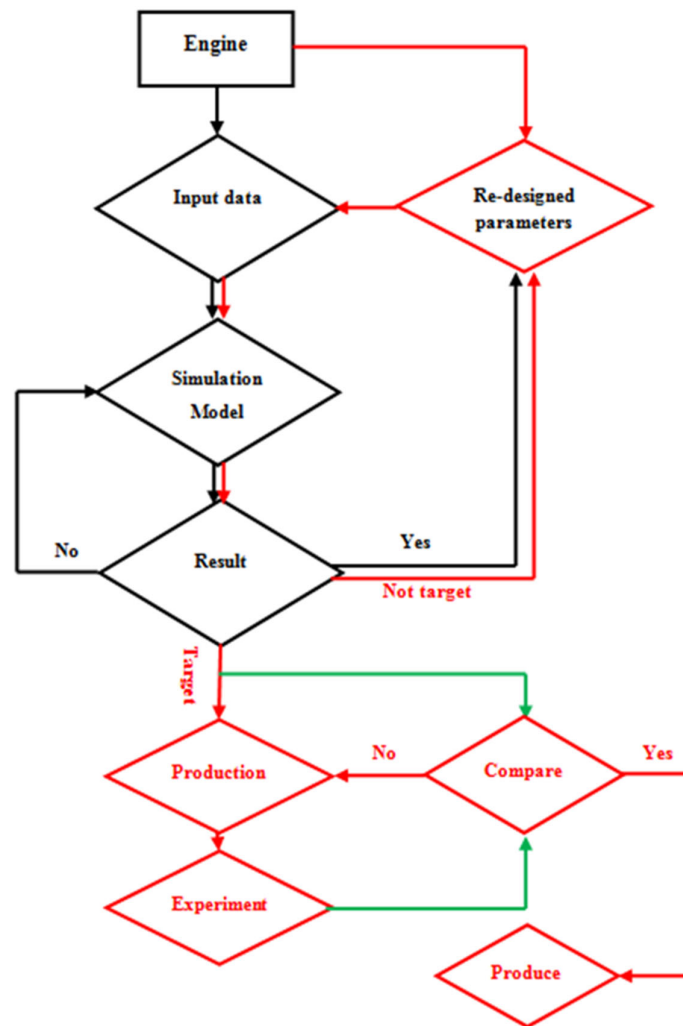 Engine
Input data
Re-designed
parameters
Simulation
Model
No
Result
Yes
Not target
Target
Production
No
Compare
Yes
Experiment
Produce